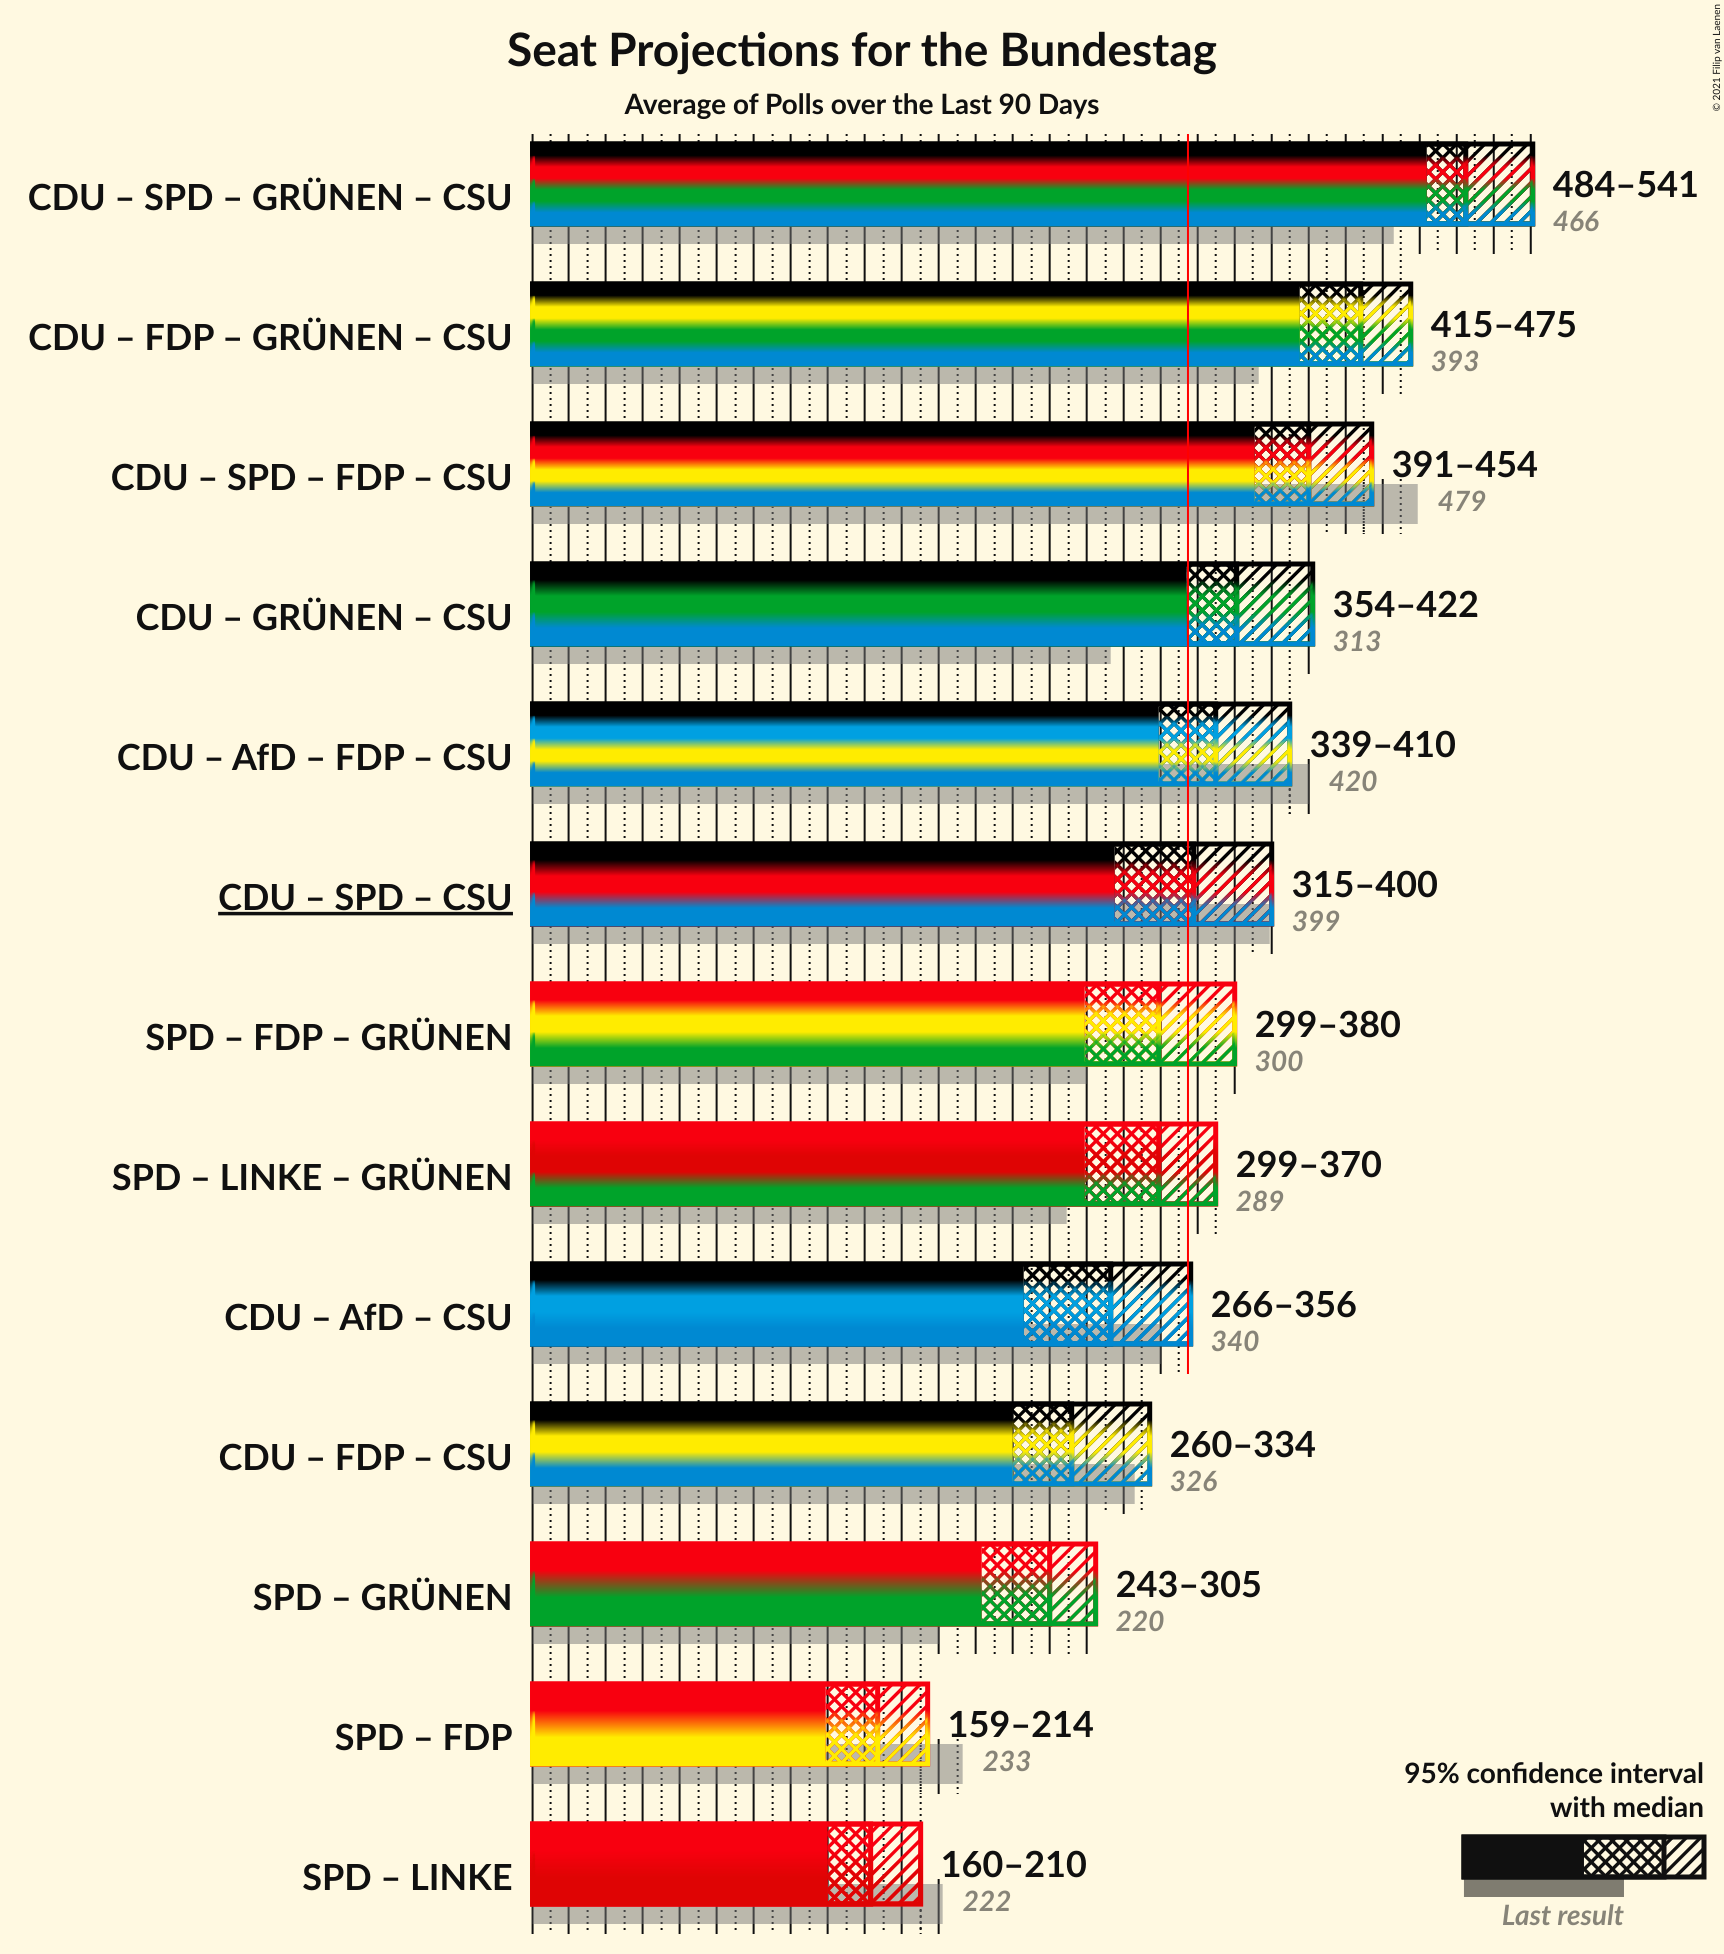 Seat Projections for the Bundestag
Average of Polls over the Last 90 Days
© 2021 Filip van Laenen
CDU – SPD – GRÜNEN – CSU
484–541
466
CDU – FDP – GRÜNEN – CSU
415–475
393
CDU – SPD – FDP – CSU
391–454
479
CDU – GRÜNEN – CSU
354–422
313
CDU – AfD – FDP – CSU
339–410
420
CDU – SPD – CSU
315–400
399
SPD – FDP – GRÜNEN
299–380
300
SPD – LINKE – GRÜNEN
299–370
289
CDU – AfD – CSU
266–356
340
CDU – FDP – CSU
260–334
326
SPD – GRÜNEN
243–305
220
SPD – FDP
159–214
233
SPD – LINKE
160–210
222
95% confidence interval
with median
Last result